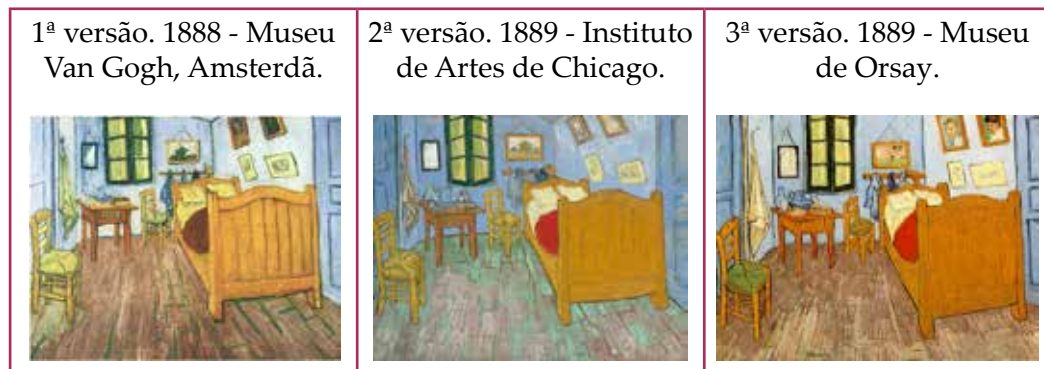 1ª versão. 1888 - Museu
Van Gogh, Amsterdã.
2ª versão. 1889 - Instituto
de Artes de Chicago.
3ª versão. 1889 - Museu
de Orsay.